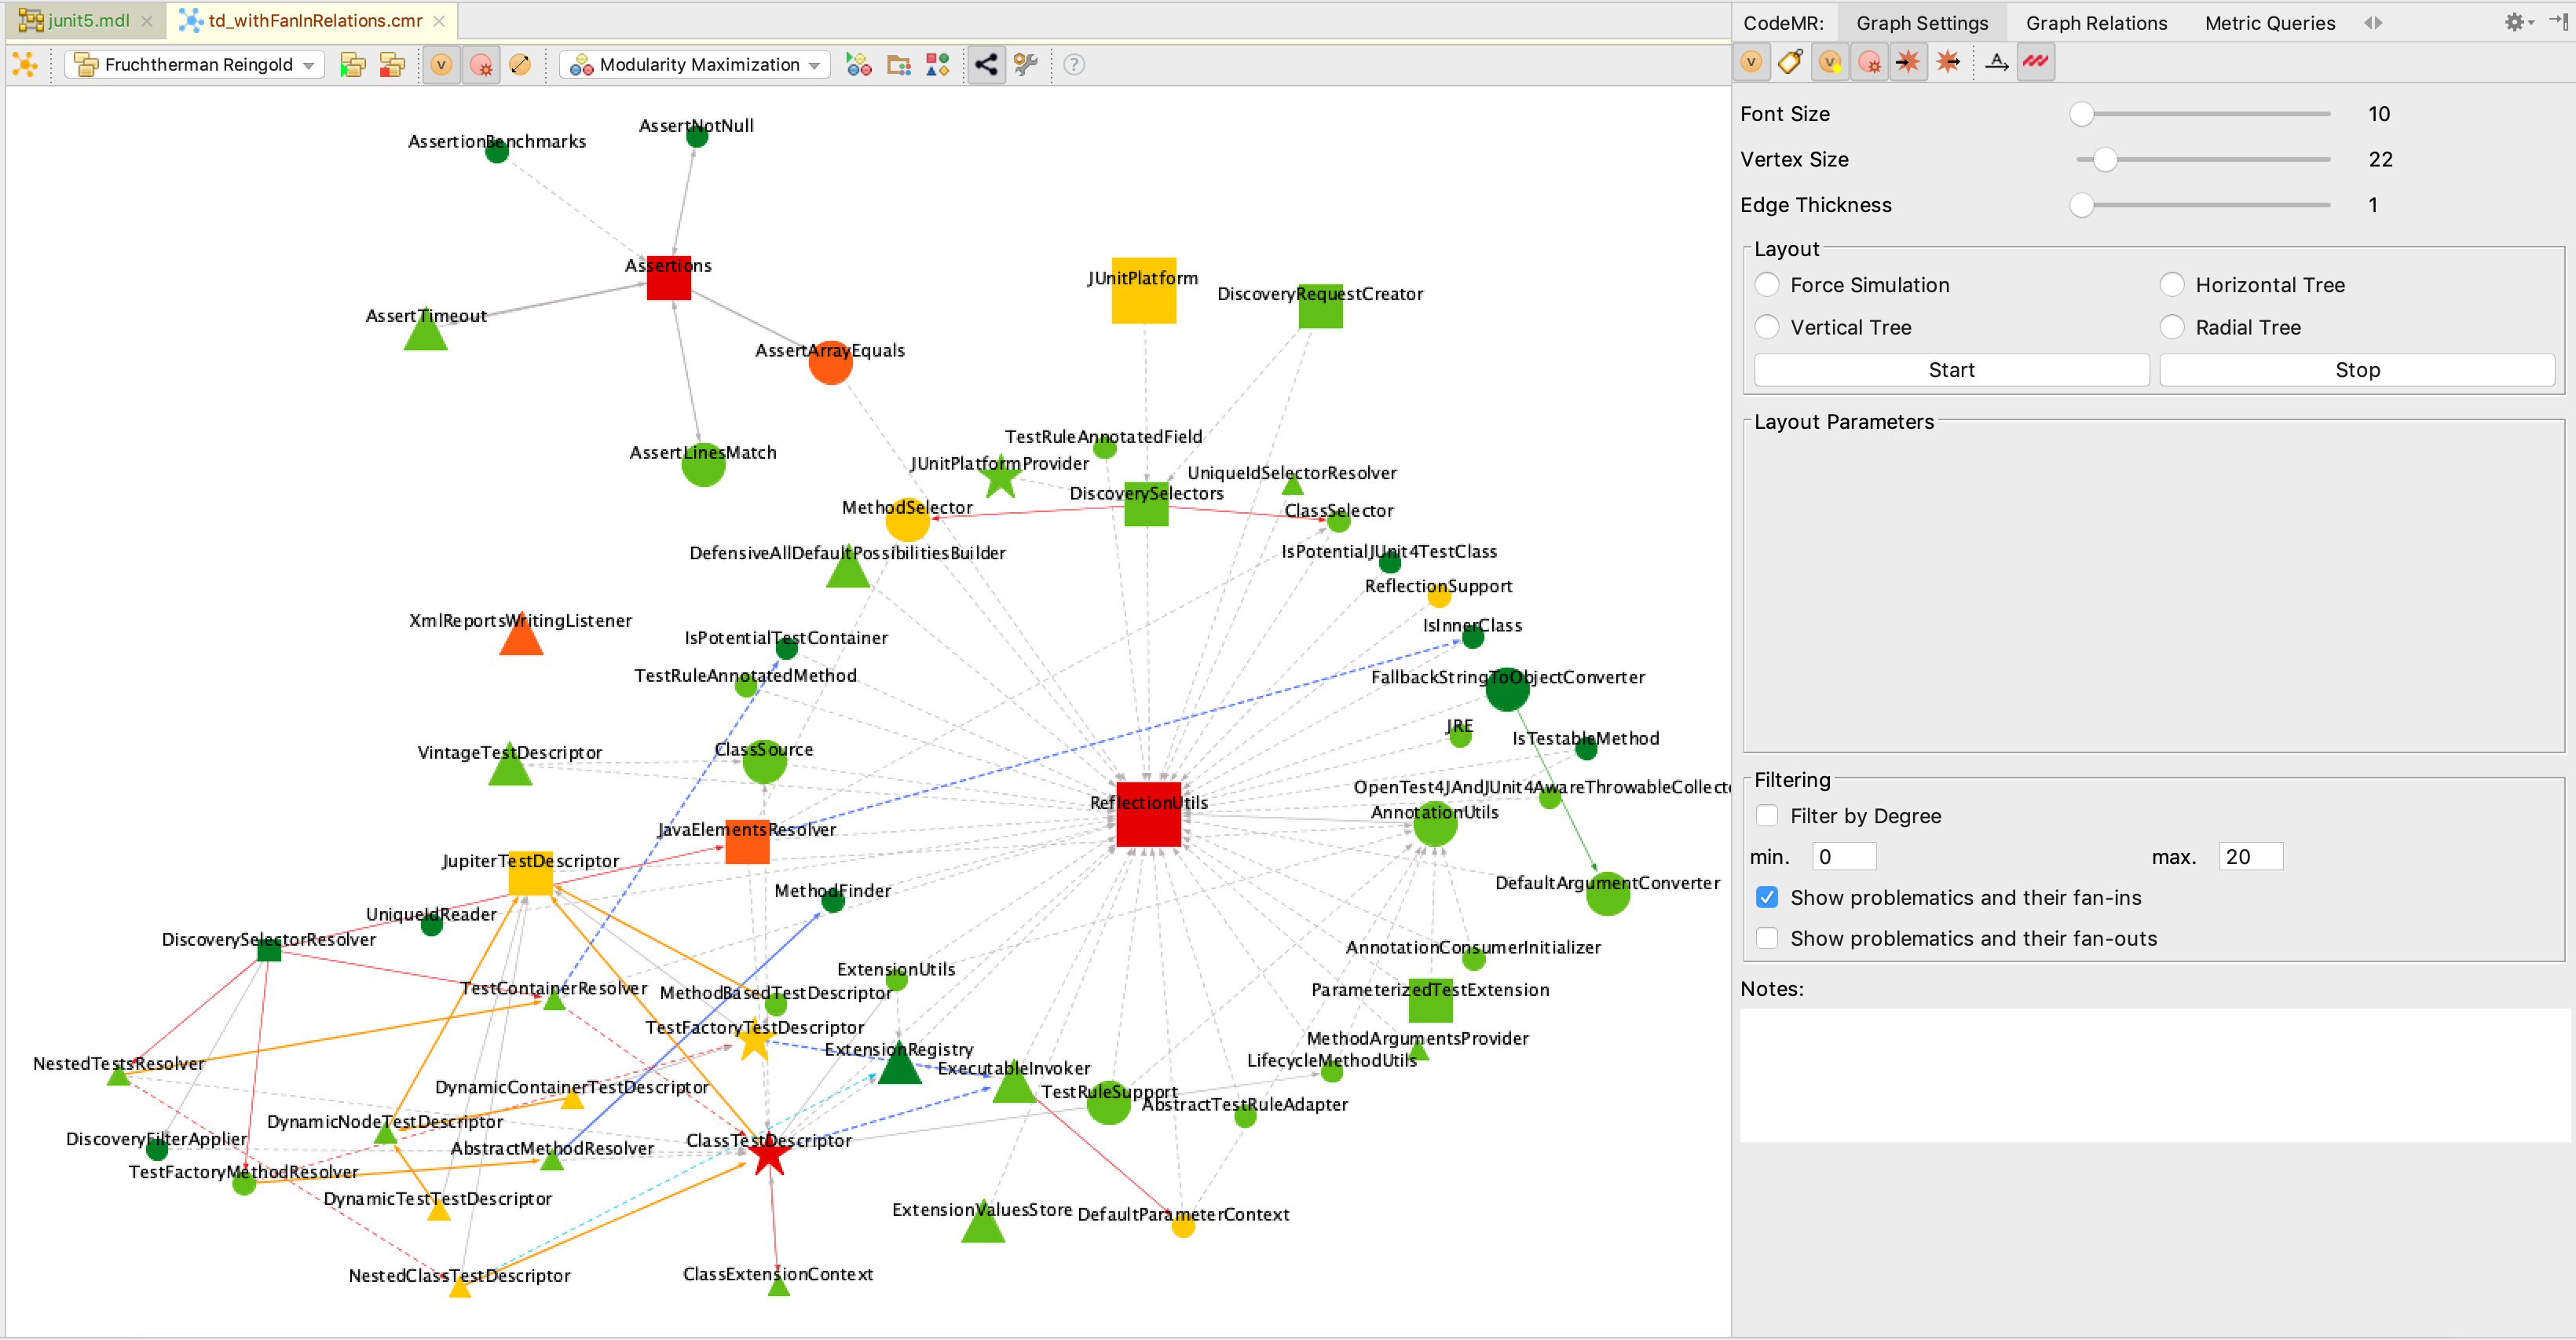 junit5.mdl
td_withFanInRelations.cmr
CodeMR:
Graph Settings
Graph Relations
Metric Queries
Fruchtherman Reingold
v
Modularity Maximization
?
v
v
A
Font Size
10
Vertex Size
22
Edge Thickness
1
Layout
Force Simulation
Horizontal Tree
Vertical Tree
Radial Tree
Start
Stop
Layout Parameters
Filtering
Filter by Degree
min.
0
max.
20
Show problematics and their fan-ins
Show problematics and their fan-outs
Notes:
AssertNotNull
AssertionBenchmarks
Assertions
JUnitPlatform
DiscoveryRequestCreator
AssertTimeout
AssertArrayEquals
TestRuleAnnotatedField
AssertLinesMatch
JUnitPlatformProvider
UniqueIdSelectorResolver
DiscoverySelectors
MethodSelector
ClassSelector
DefensiveAllDefaultPossibilitiesBuilder
IsPotentialJUnit4TestClass
ReflectionSupport
XmlReportsWritingListener
IsInnerClass
IsPotentialTestContainer
TestRuleAnnotatedMethod
FallbackStringToObjectConverter
JRE
IsTestableMethod
VintageTestDescriptor
ClassSource
OpenTest4JAndJUnit4AwareThrowableCollecto
ReflectionUtils
AnnotationUtils
JavaElementsResolver
JupiterTestDescriptor
DefaultArgumentConverter
MethodFinder
UniqueIdReader
DiscoverySelectorResolver
AnnotationConsumerInitializer
ExtensionUtils
TestContainerResolver
MethodBasedTestDescriptor
ParameterizedTestExtension
TestFactoryTestDescriptor
MethodArgumentsProvider
ExtensionRegistry
LifecycleMethodUtils
NestedTestsResolver
ExecutableInvoker
DynamicContainerTestDescriptor
TestRuleSupport
AbstractTestRuleAdapter
DynamicNodeTestDescriptor
DiscoveryFilterApplier
ClassTestDescriptor
AbstractMethodResolver
TestFactoryMethodResolver
DynamicTestTestDescriptor
ExtensionValuesStore
DefaultParameterContext
NestedClassTestDescriptor
ClassExtensionContext